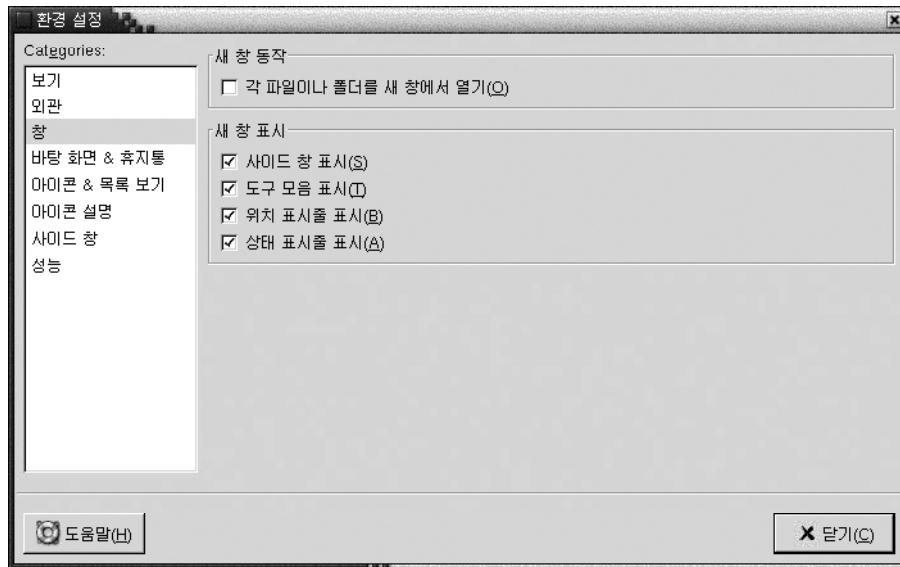 환경 설정
Categories:
보기
외관
창
바탕 화면 & 휴지통
아이콘 & 목록 보기
아이콘 설명
사이드 창
성능
새 창 동작
각 파일이나 폴더를 새 창에서 열기(O)
새 창 표시
사이드 창 표시(S)
도구 모음 표시(T)
위치 표시줄 표시(B)
상태 표시줄 표시(A)
도움말(H)
닫기(C)